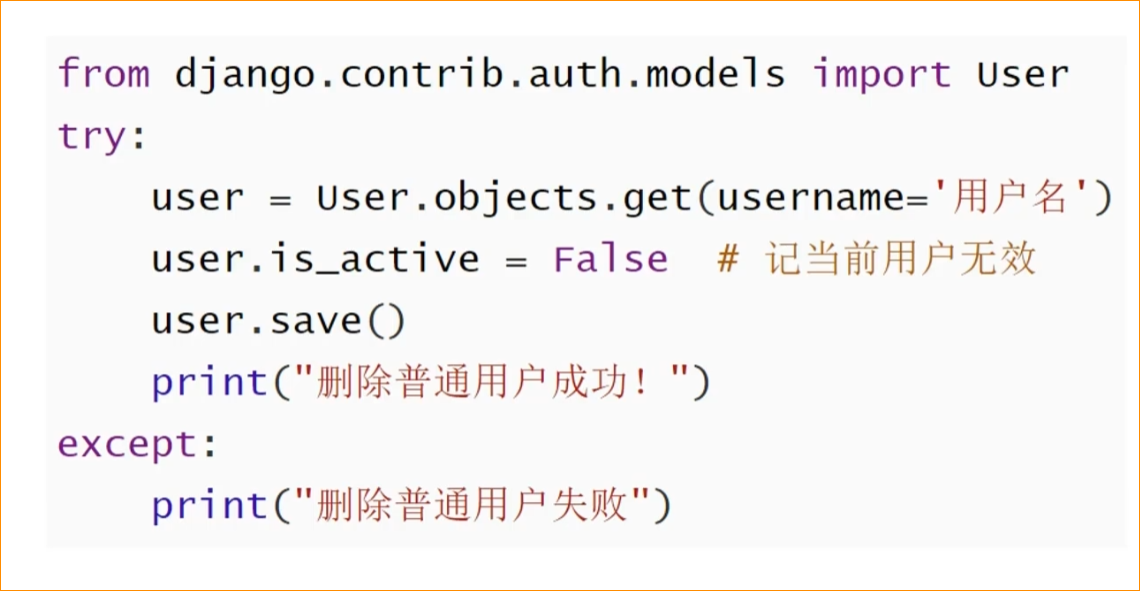 from django.contrib.auth.models import User
try:
    user = User.objects.get(username='用户名')
    user.is_active = False  # 记当前用户无效
    user.save()
    print("删除普通用户成功！")
except:
    print("删除普通用户失败")